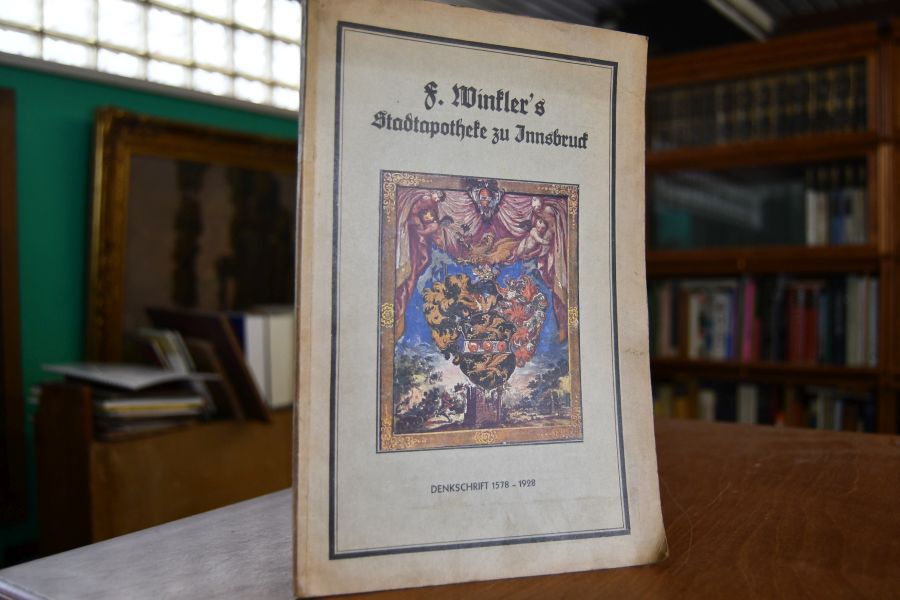 F. Winkler's
Stadtapotheke zu Innsbruck
DENKSCHRIFT 1578 - 1928